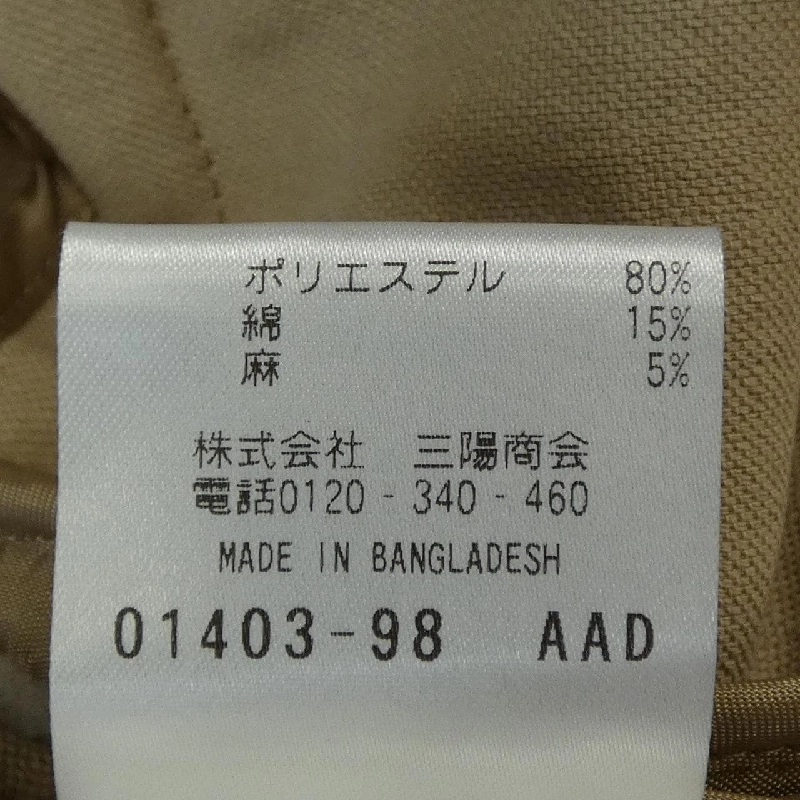 ポリエステル 80%
綿 15%
麻 5%
株式会社 三陽商会
電話0120-340-460
MADE IN BANGLADESH
01403-98 AAD